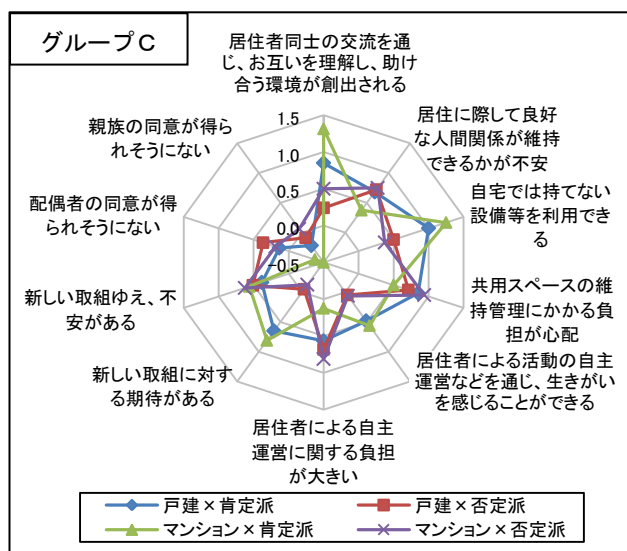 グループC
居住者同士の交流を通
じ、お互いを理解し、助け
合う環境が創出される
居住に際して良好
な人間関係が維持
できるかが不安
自宅では持てない
設備等を利用でき
る
共用スペースの維
持管理にかかる負
担が心配
居住者による活動の自主
運営などを通じ、生きがい
を感じることができる
居住者による自主
運営に関する負担
が大きい
新しい取組に対す
る期待がある
新しい取組ゆえ、不
安がある
配偶者の同意が得
られそうにない
親族の同意が得ら
れそうにない
1.5
1.0
0.5
0.0
-0.5
戸建×肯定派
戸建×否定派
マンション×肯定派
マンション×否定派